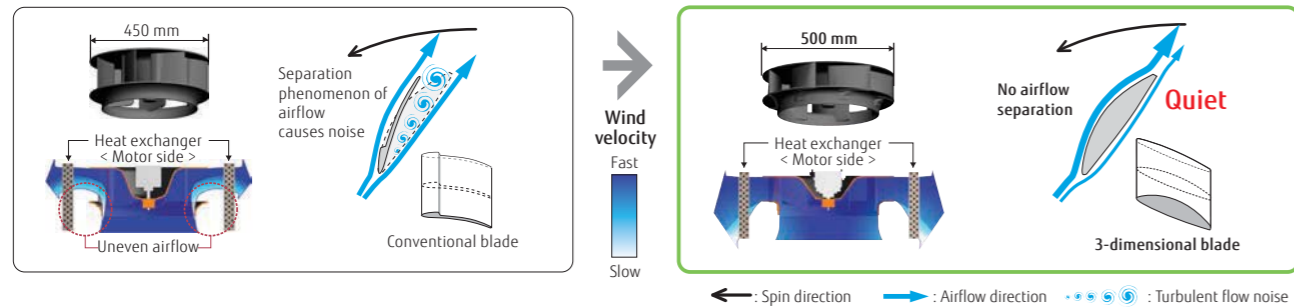 450 mm
Separation
phenomenon of
airflow
causes noise
Heat exchanger
< Motor side >
Uneven airflow
Conventional blade
Wind
velocity
Fast
Slow
500 mm
No airflow
separation
Quiet
Heat exchanger
< Motor side >
3-dimensional blade
: Spin direction
: Airflow direction
: Turbulent flow noise